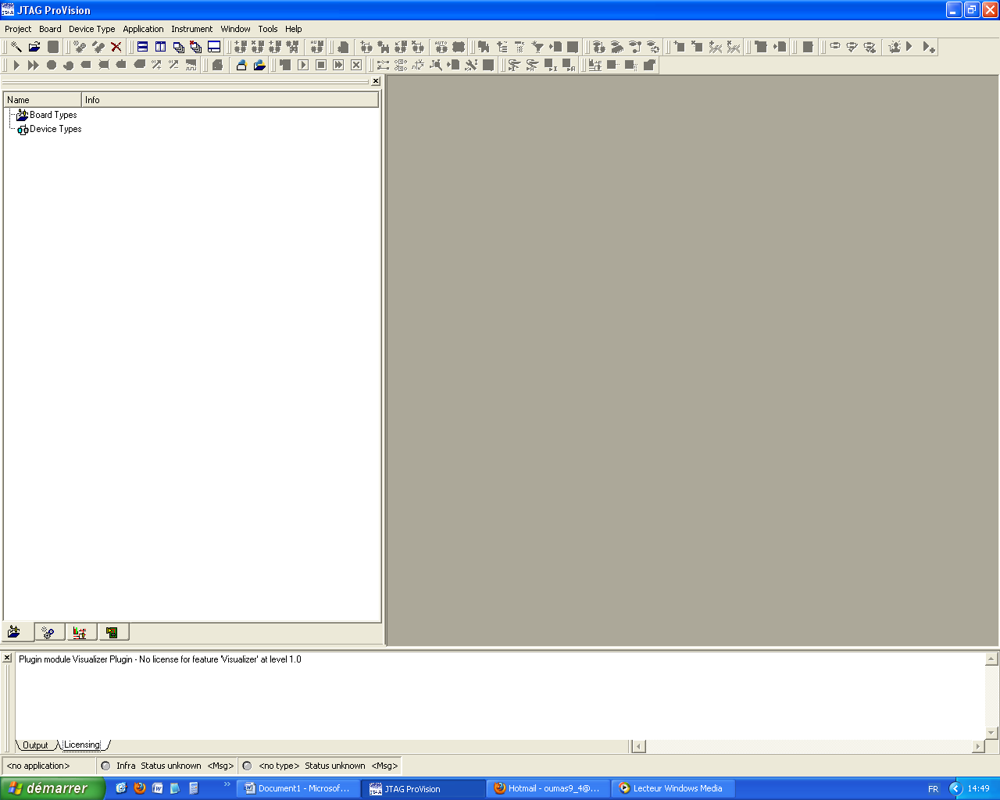 JTAG ProVision
Project Board Device Type Application Instrument Window Tools Help
Name Info
Board Types
Device Types
Plugin module Visualizer Plugin - No license for feature 'Visualizer' at level 1.0
Output Licensing
<no application> Infra Status unknown <Msg> <no type> Status unknown <Msg>
démarrer Document1 - Microsof... JTAG ProVision Hotmail - oumas9_4@... Lecteur Windows Media FR 14:49